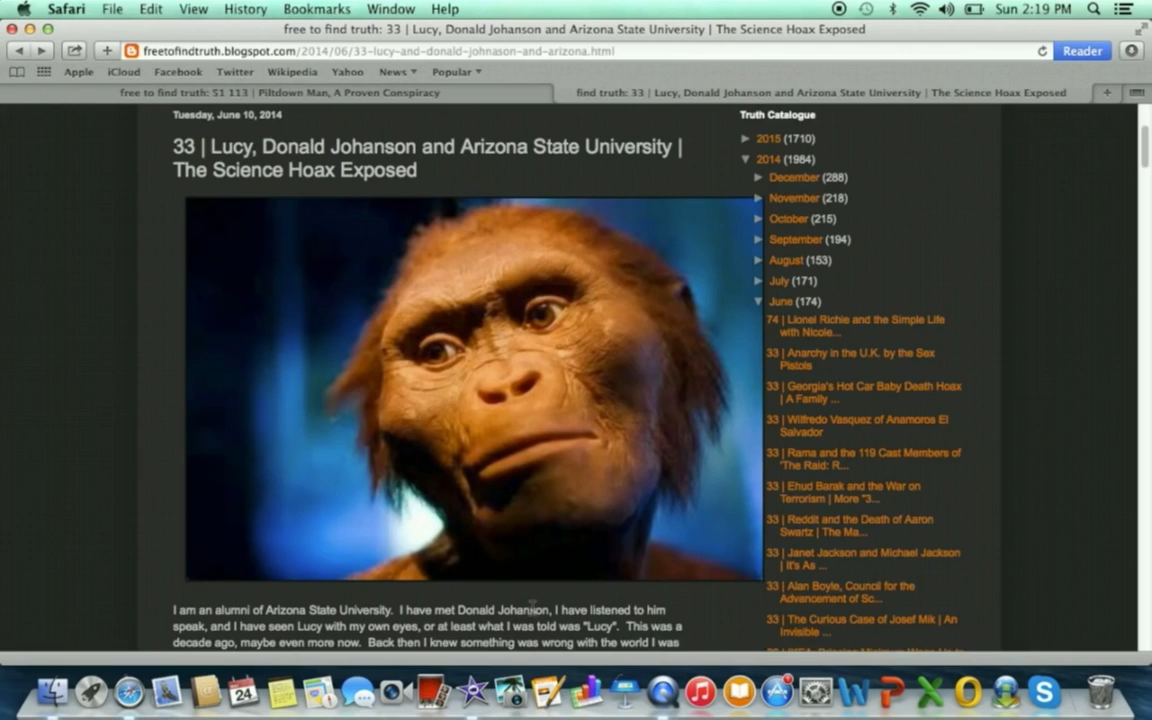 Safari File Edit View History Bookmarks Window Help Sun 2:19 PM
free to find truth: 33 | Lucy, Donald Johanson and Arizona State University | The Science Hoax Exposed
freetofindtruth.blogspot.com/2014/06/33-lucy-and-donald-johnason-and-arizona.html Reader
Apple iCloud Facebook Twitter Wikipedia Yahoo News Popular
free to find truth: 51 113 | Piltdown Man, A Proven Conspiracy
find truth: 33 | Lucy, Donald Johanson and Arizona State University | The Science Hoax Exposed
Tuesday, June 10, 2014
33 | Lucy, Donald Johanson and Arizona State University |
The Science Hoax Exposed
I am an alumni of Arizona State University. I have met Donald Johanson, I have listened to him
speak, and I have seen Lucy with my own eyes, or at least what I was told was "Lucy". This was a
decade ago, maybe even more now. Back then I knew something was wrong with the world I was
Truth Catalogue
2015 (1710)
2014 (1984)
December (288)
November (218)
October (215)
September (194)
August (153)
July (171)
June (174)
74 | Lionel Richie and the Simple Life
with Nicole...
33 | Anarchy in the U.K. by the Sex
Pistols
33 | Georgia's Hot Car Baby Death Hoax
| A Family ...
33 | Wilfredo Vasquez of Anamoros El
Salvador
33 | Rama and the 119 Cast Members of
'The Raid: R...
33 | Ehud Barak and the War on
Terrorism | More "3...
33 | Reddit and the Death of Aaron
Swartz | The Ma...
33 | Janet Jackson and Michael Jackson
| It's As ...
33 | Alan Boyle, Council for the
Advancement of Sc...
33 | The Curious Case of Josef Mik | An
Invisible ...
24